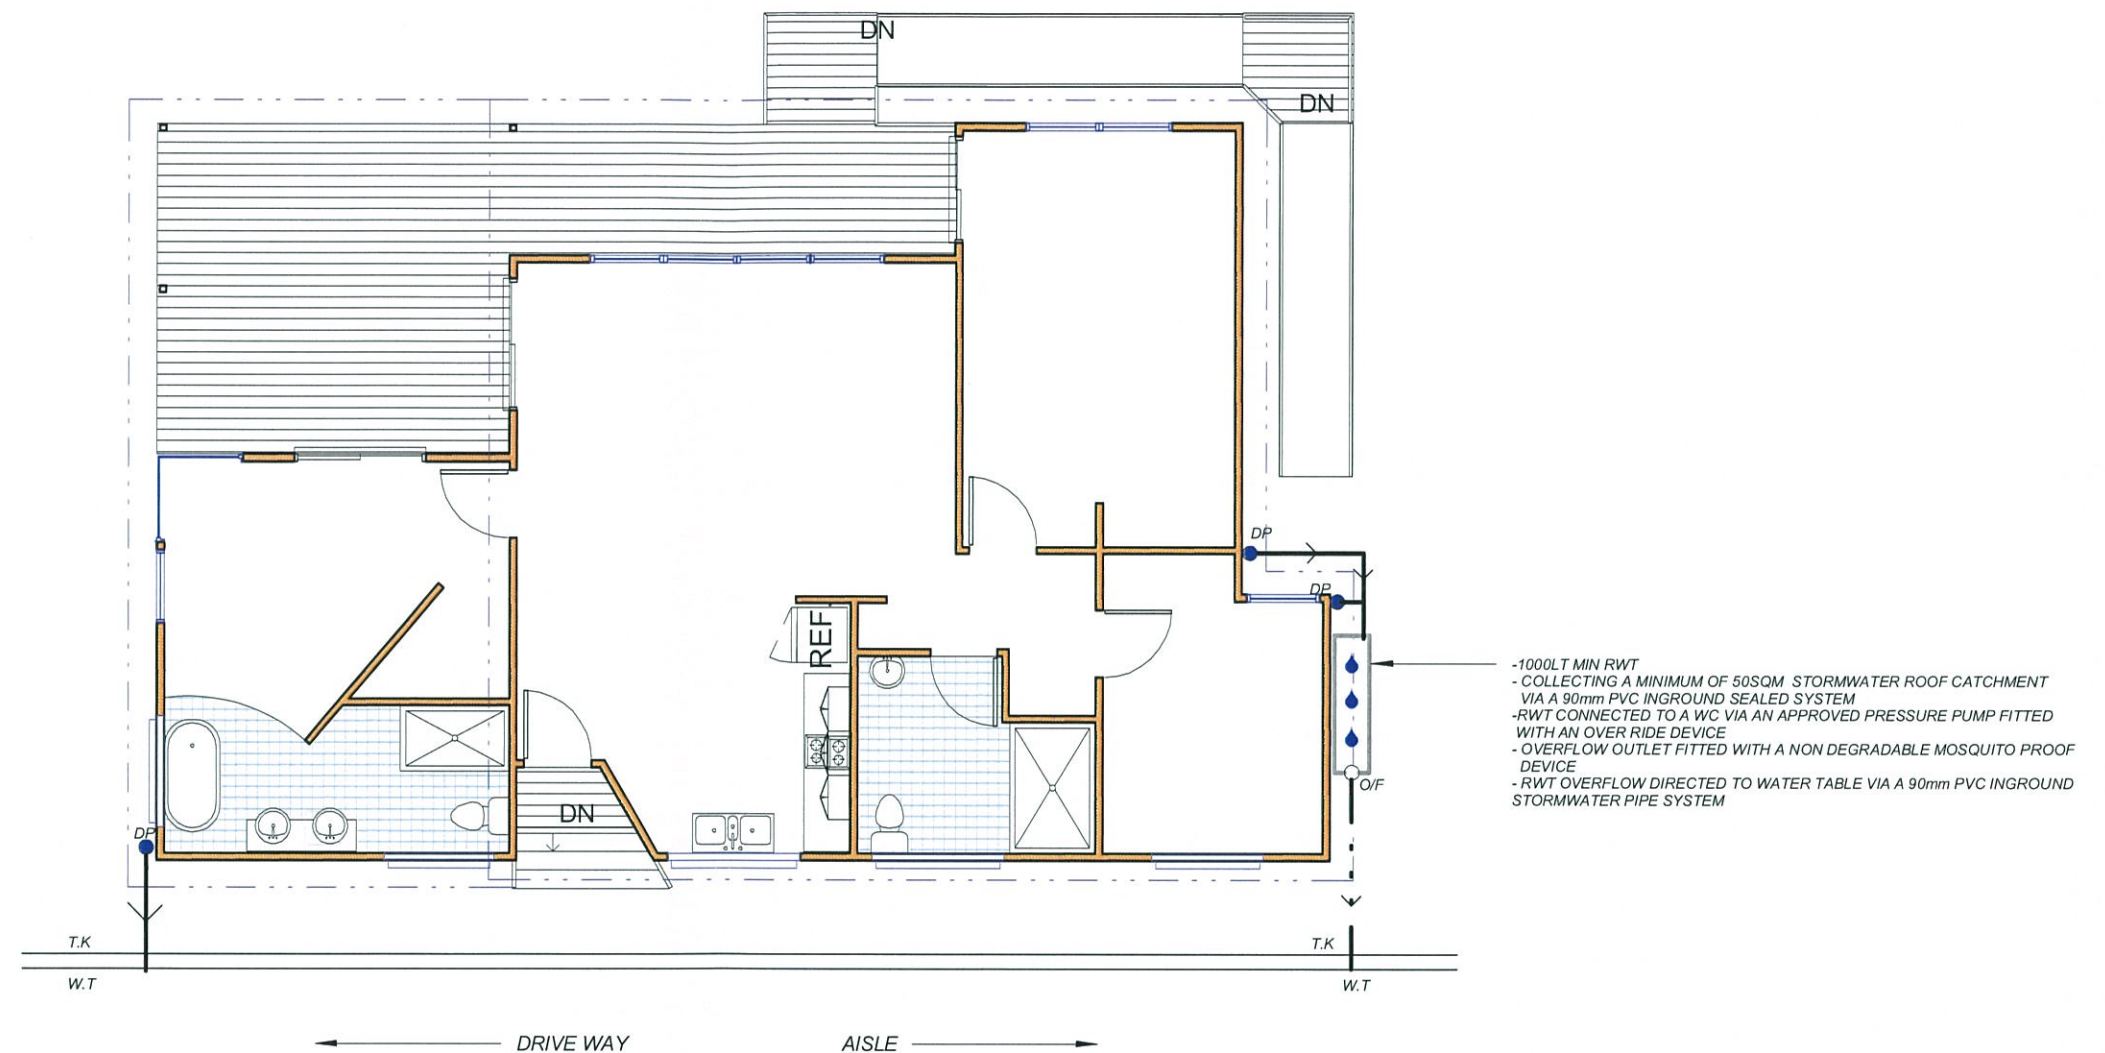 DN
DN
DP
DP
REF
-1000LT MIN RWT
- COLLECTING A MINIMUM OF 50SQM STORMWATER ROOF CATCHMENT
VIA A 90mm PVC INGROUND SEALED SYSTEM
-RWT CONNECTED TO A WC VIA AN APPROVED PRESSURE PUMP FITTED
WITH AN OVER RIDE DEVICE
- OVERFLOW OUTLET FITTED WITH A NON DEGRADABLE MOSQUITO PROOF
DEVICE
- RWT OVERFLOW DIRECTED TO WATER TABLE VIA A 90mm PVC INGROUND
STORMWATER PIPE SYSTEM
O/F
DN
DP
T.K
T.K
W.T
W.T
DRIVE WAY
AISLE